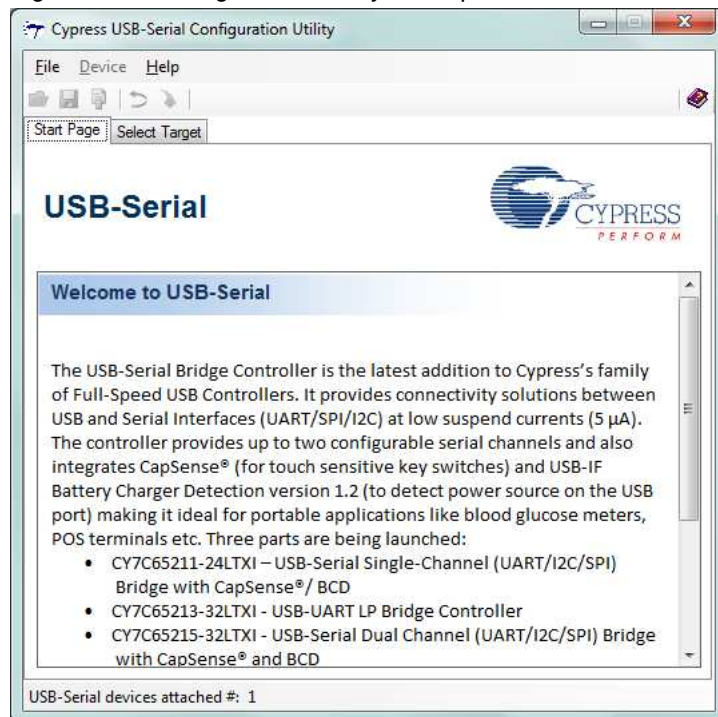 Cypress USB-Serial Configuration Utility
File Device Help
Start Page Select Target
USB-Serial
CYPRESS
PERFORM
Welcome to USB-Serial
The USB-Serial Bridge Controller is the latest addition to Cypress's family
of Full-Speed USB Controllers. It provides connectivity solutions between
USB and Serial Interfaces (UART/SPI/I2C) at low suspend currents (5 µA).
The controller provides up to two configurable serial channels and also
integrates CapSense® (for touch sensitive key switches) and USB-IF
Battery Charger Detection version 1.2 (to detect power source on the USB
port) making it ideal for portable applications like blood glucose meters,
POS terminals etc. Three parts are being launched:
• CY7C65211-24LTXI – USB-Serial Single-Channel (UART/I2C/SPI)
Bridge with CapSense®/ BCD
• CY7C65213-32LTXI - USB-UART LP Bridge Controller
• CY7C65215-32LTXI - USB-Serial Dual Channel (UART/I2C/SPI) Bridge
with CapSense® and BCD
USB-Serial devices attached #: 1